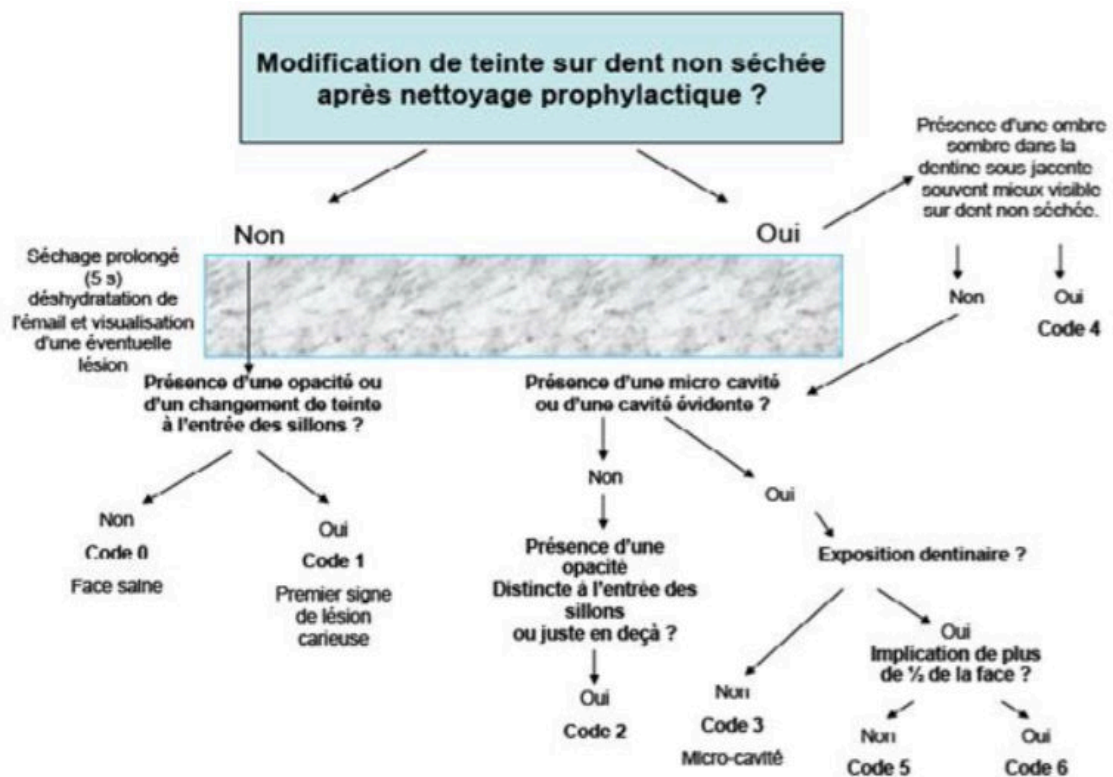 Modification de teinte sur dent non séchée
après nettoyage prophylactique ?
Présence d'une ombre
sombre dans la
dentine sous jacente
souvent mieux visible
sur dent non séchée.
Non
Oui
Séchage prolongé
(5 s)
déshydratation de
l'émail et visualisation
d'une éventuelle
lésion
Non
Oui
Code 4
Présence d'une opacité ou
d'un changement de teinte
à l'entrée des sillons ?
Présence d'une micro cavité
ou d'une cavité évidente ?
Non
Code 0
Face saine
Oui
Code 1
Premier signe
de lésion
carieuse
Non
Oui
Présence d'une
opacité
Distincte à l'entrée des
sillons
ou juste en deçà ?
Exposition dentinaire ?
Oui
Code 2
Non
Code 3
Micro-cavité
Oui
Implication de plus
de ½ de la face ?
Non
Code 5
Oui
Code 6